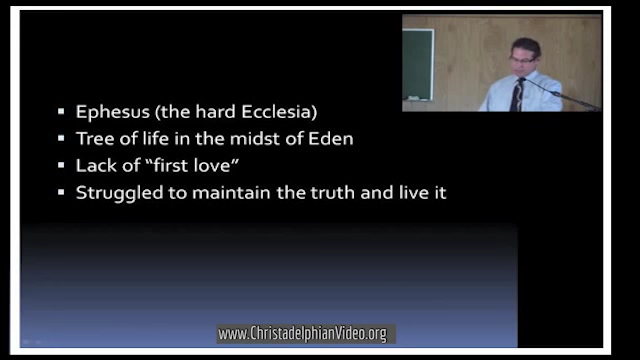 Ephesus (the hard Ecclesia)
Tree of life in the midst of Eden
Lack of “first love”
Struggled to maintain the truth and live it
www.ChristadelphianVideo.org